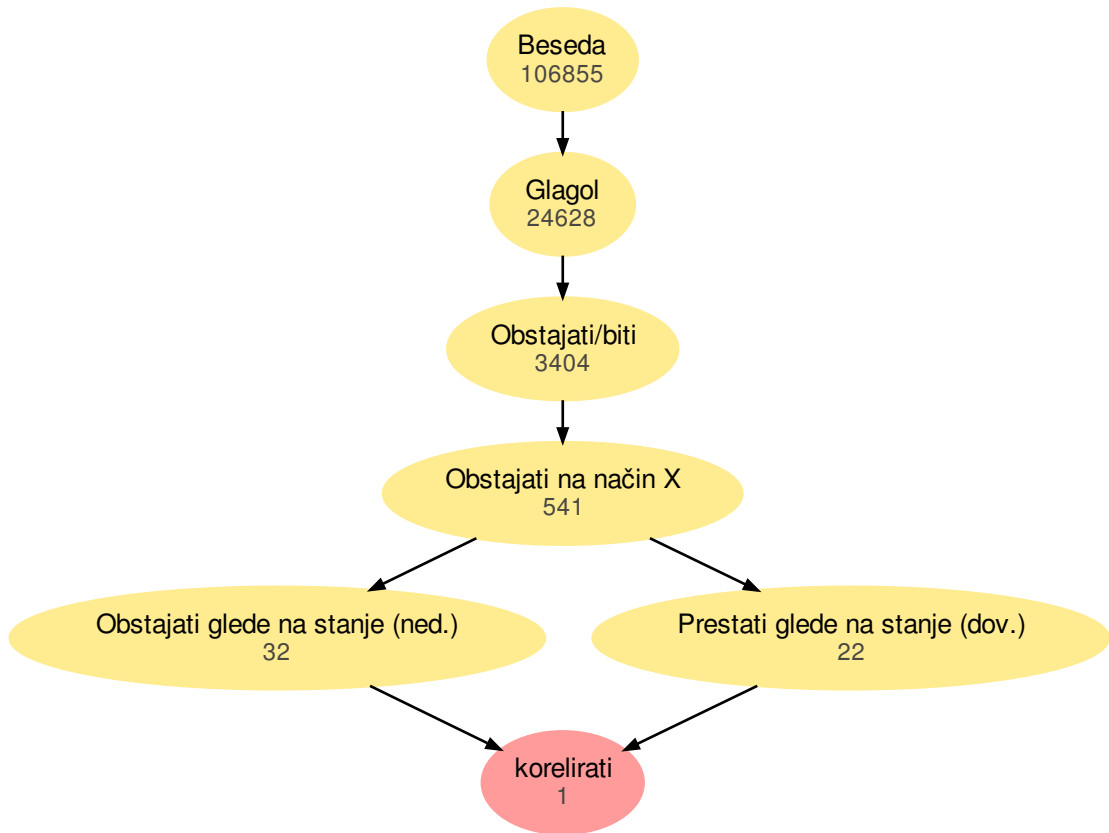 Beseda
106855
Glagol
24628
Obstajati/biti
3404
Obstajati na način X
541
Obstajati glede na stanje (ned.)
32
Prestati glede na stanje (dov.)
22
korelirati
1